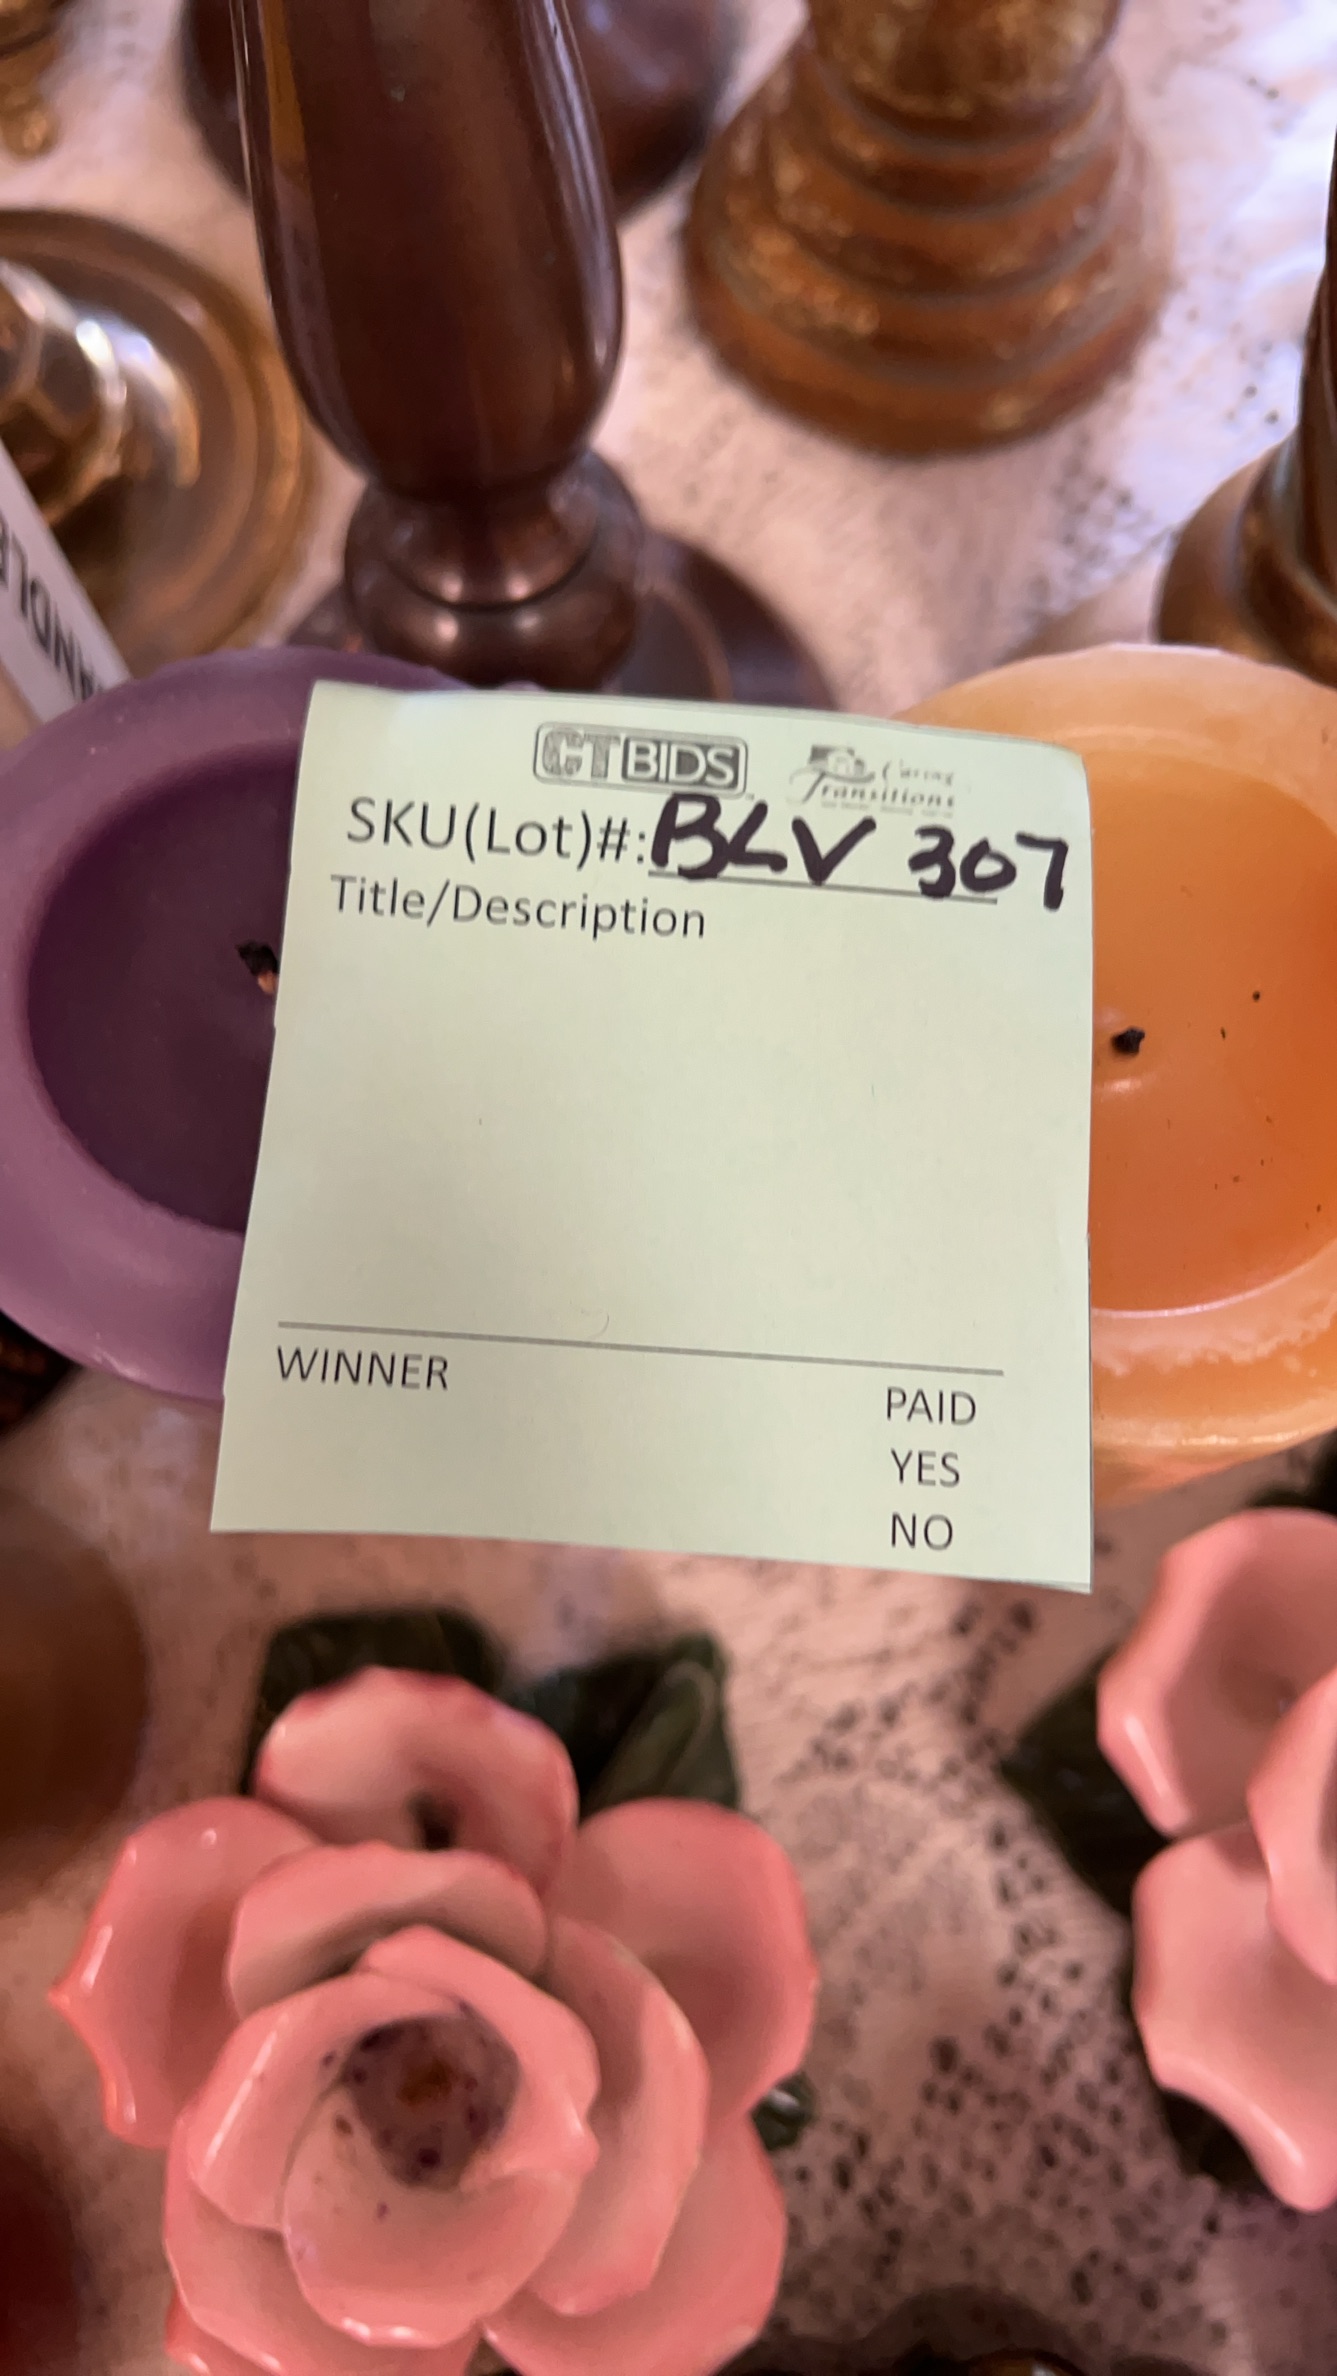 CTBIDS
Caring
Transitions
SKU(Lot)#: BLV 307
Title/Description
WINNER
PAID
YES
NO